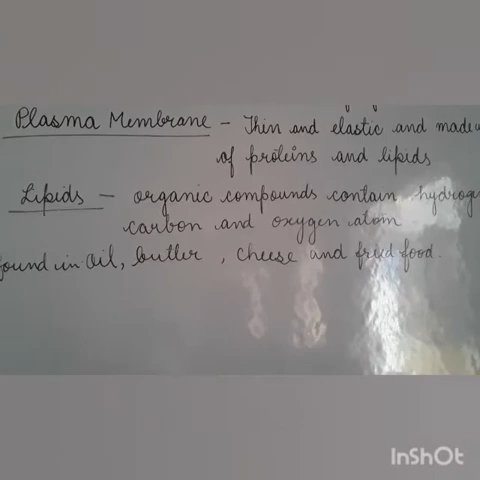 Plasma Membrane - Thin and elastic and made
of proteins and lipids
Lipids - organic compounds contain hydrogen
carbon and oxygen atom
found in oil, butter, cheese and fried food.
InShOt